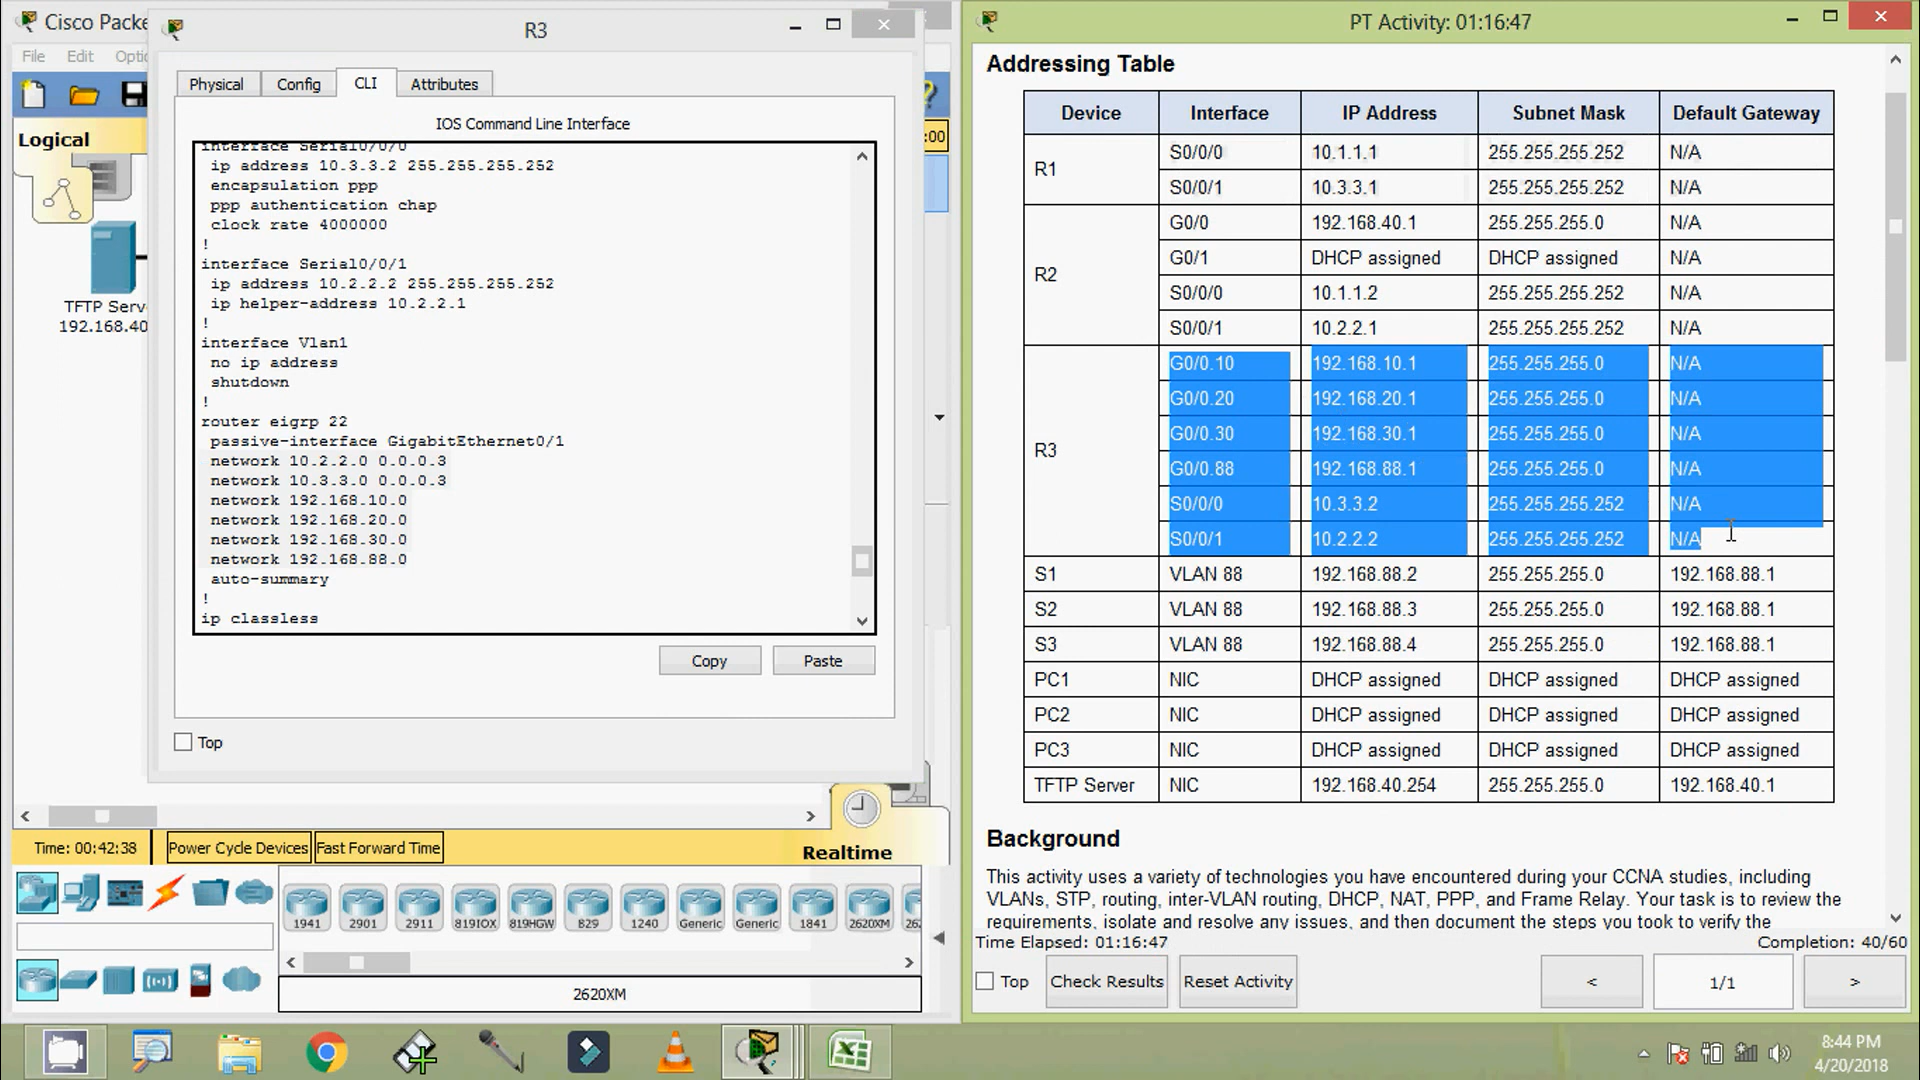 Cisco Packe
File Edit Optio
Logical
TFTP Serv
192.168.40
R3
Physical Config CLI Attributes
IOS Command Line Interface
interface Serial0/0/0
ip address 10.3.3.2 255.255.255.252
encapsulation ppp
ppp authentication chap
clock rate 4000000
!
interface Serial0/0/1
ip address 10.2.2.2 255.255.255.252
ip helper-address 10.2.2.1
!
interface Vlan1
no ip address
shutdown
!
router eigrp 22
passive-interface GigabitEthernet0/1
network 10.2.2.0 0.0.0.3
network 10.3.3.0 0.0.0.3
network 192.168.10.0
network 192.168.20.0
network 192.168.30.0
network 192.168.88.0
auto-summary
!
ip classless
Copy Paste
Top
?
:00
Time: 00:42:38 Power Cycle Devices Fast Forward Time
Realtime
1941 2901 2911 819IOX 819HGW 829 1240 Generic Generic 1841 2620XM 262
2620XM
PT Activity: 01:16:47
Addressing Table
Device Interface IP Address Subnet Mask Default Gateway
R1 S0/0/0 10.1.1.1 255.255.255.252 N/A
S0/0/1 10.3.3.1 255.255.255.252 N/A
R2 G0/0 192.168.40.1 255.255.255.0 N/A
G0/1 DHCP assigned DHCP assigned N/A
S0/0/0 10.1.1.2 255.255.255.252 N/A
S0/0/1 10.2.2.1 255.255.255.252 N/A
R3 G0/0.10 192.168.10.1 255.255.255.0 N/A
G0/0.20 192.168.20.1 255.255.255.0 N/A
G0/0.30 192.168.30.1 255.255.255.0 N/A
G0/0.88 192.168.88.1 255.255.255.0 N/A
S0/0/0 10.3.3.2 255.255.255.252 N/A
S0/0/1 10.2.2.2 255.255.255.252 N/A
S1 VLAN 88 192.168.88.2 255.255.255.0 192.168.88.1
S2 VLAN 88 192.168.88.3 255.255.255.0 192.168.88.1
S3 VLAN 88 192.168.88.4 255.255.255.0 192.168.88.1
PC1 NIC DHCP assigned DHCP assigned DHCP assigned
PC2 NIC DHCP assigned DHCP assigned DHCP assigned
PC3 NIC DHCP assigned DHCP assigned DHCP assigned
TFTP Server NIC 192.168.40.254 255.255.255.0 192.168.40.1
Background
This activity uses a variety of technologies you have encountered during your CCNA studies, including
VLANs, STP, routing, inter-VLAN routing, DHCP, NAT, PPP, and Frame Relay. Your task is to review the
requirements, isolate and resolve any issues, and then document the steps you took to verify the
Time Elapsed: 01:16:47 Completion: 40/60
Top Check Results Reset Activity < 1/1 >
8:44 PM
4/20/2018